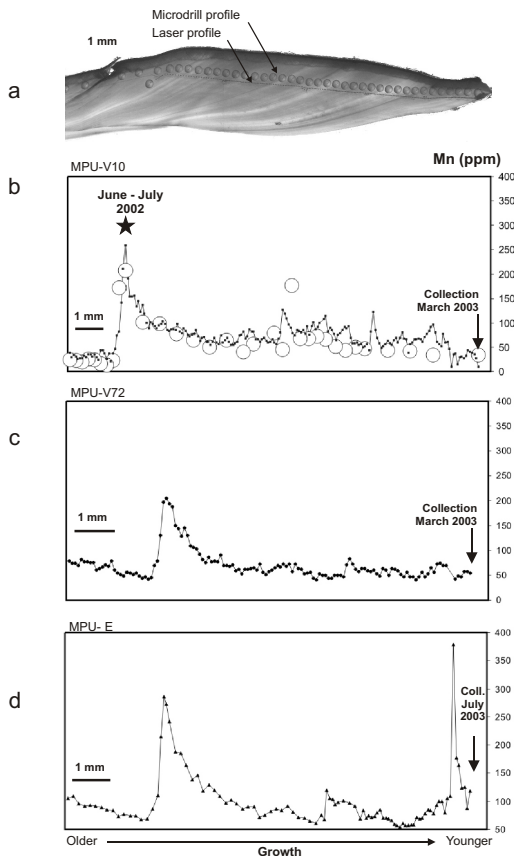 Microdrill profile
Laser profile
1 mm
a
Mn (ppm)
MPU-V10
b
June - July
2002
1 mm
Collection
March 2003
400
350
300
250
200
150
100
50
0
MPU-V72
c
1 mm
Collection
March 2003
400
350
300
250
200
150
100
50
0
MPU- E
d
1 mm
Coll.
July
2003
400
350
300
250
200
150
100
50
Older
Growth
Younger